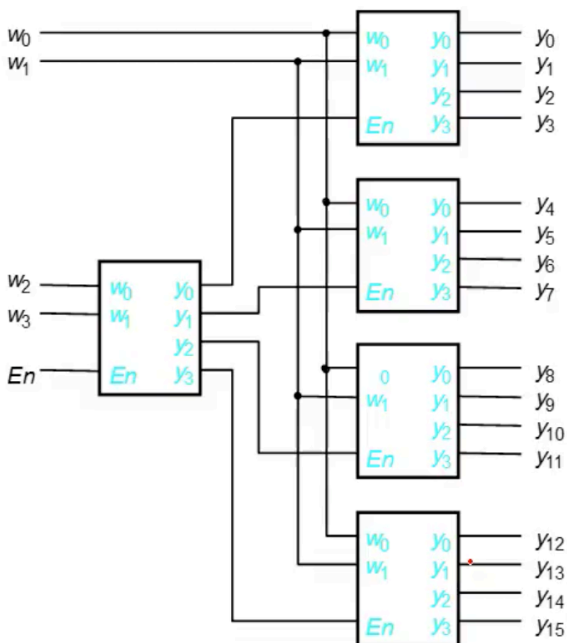 w0 w0 y0 y0
w1 w1 y1 y1
y2 y2
En y3 y3
w0 y0 y4
w1 y1 y5
y2 y6
w2 w0 y0 En y3 y7
w3 w1 y1
y2
En En y3 0 y0 y8
w1 y1 y9
y2 y10
En y3 y11
w0 y0 y12
w1 y1 y13
y2 y14
En y3 y15